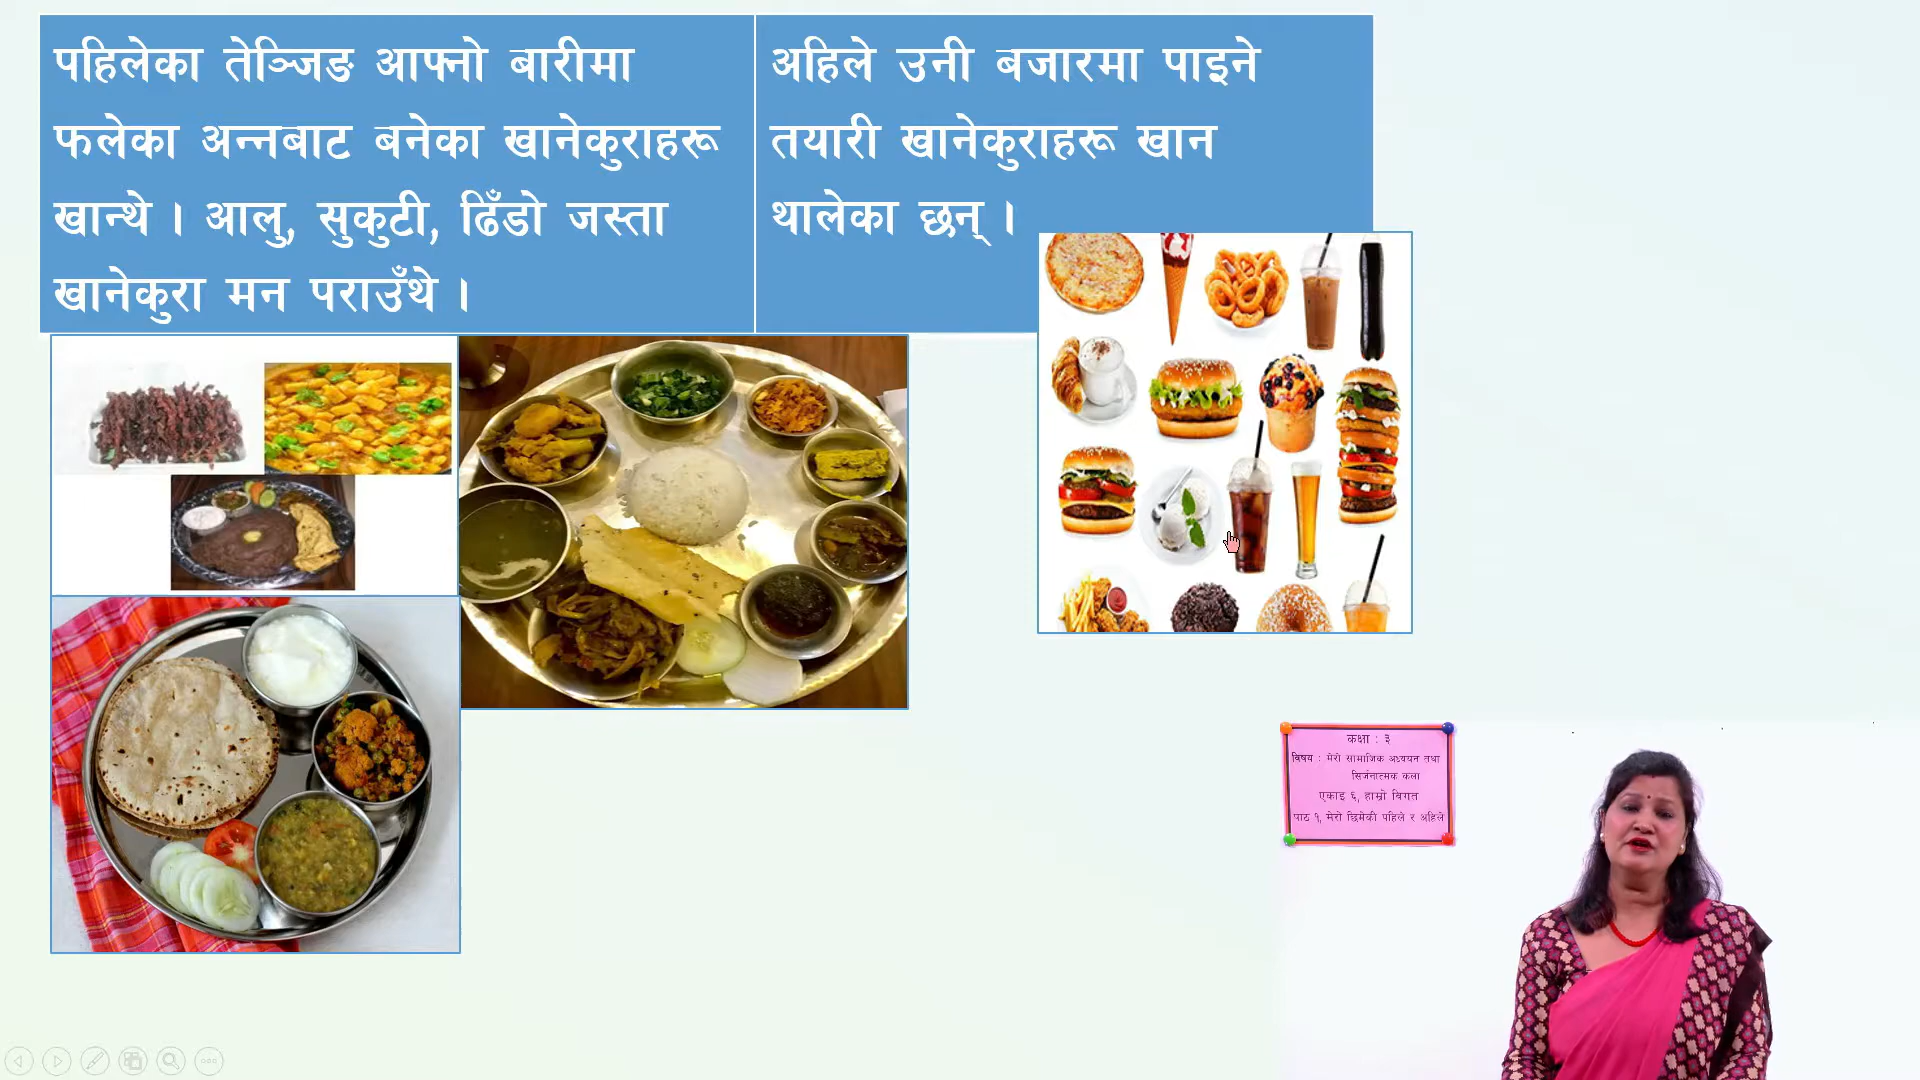 पहिलेका तेञ्जिङ आफ्नो बारीमा
फलेका अन्नबाट बनेका खानेकुराहरू
खान्थे । आलु, सुकुटी, ढिँडो जस्ता
खानेकुरा मन पराउँथे ।
अहिले उनी बजारमा पाइने
तयारी खानेकुराहरू खान
थालेका छन् ।
कक्षा : ३
विषय : मेरो सामाजिक अध्ययन तथा
सिर्जनात्मक कला
एकाइ ६, हाम्रो विगत
पाठ १, मेरो छिमेकी पहिले र अहिले